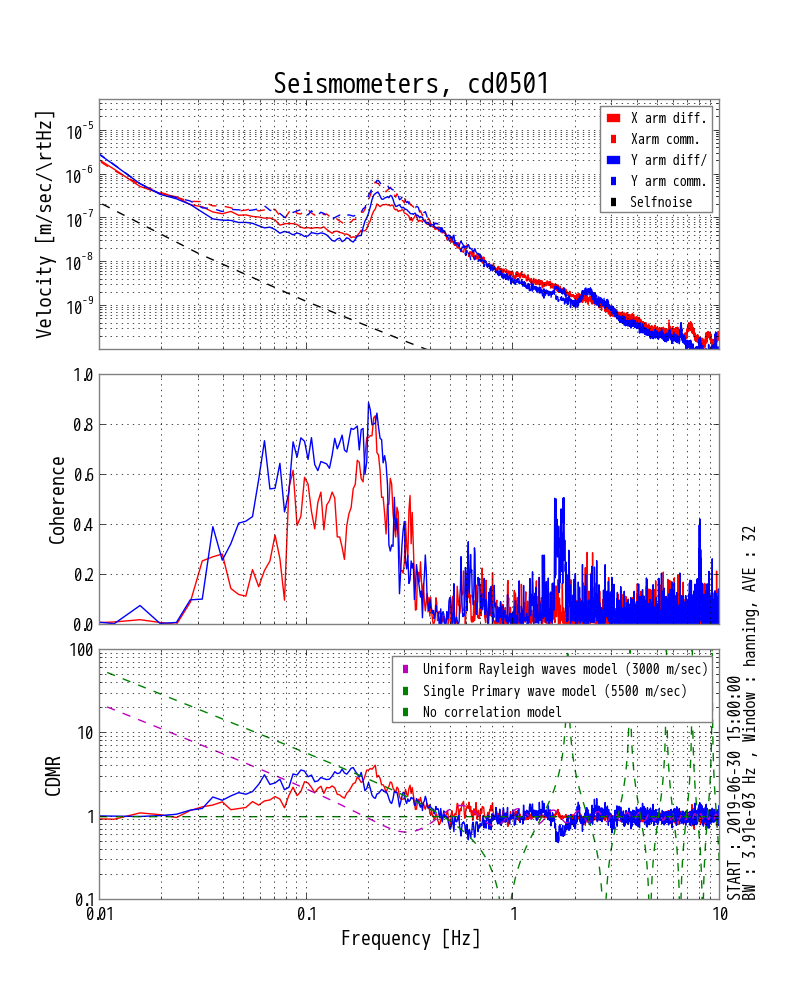 Seismometers, cd0501
Velocity [m/sec/\rtHz]
10^-5
10^-6
10^-7
10^-8
10^-9
X arm diff.
Xarm comm.
Y arm diff/
Y arm comm.
Selfnoise
Coherence
1.0
0.8
0.6
0.4
0.2
0.0
CDMR
100
10
1
0.1
Uniform Rayleigh waves model (3000 m/sec)
Single Primary wave model (5500 m/sec)
No correlation model
0.01
0.1
1
10
Frequency [Hz]
START : 2019-06-30 15:00:00
BW : 3.91e-03 Hz , Window : hanning, AVE : 32